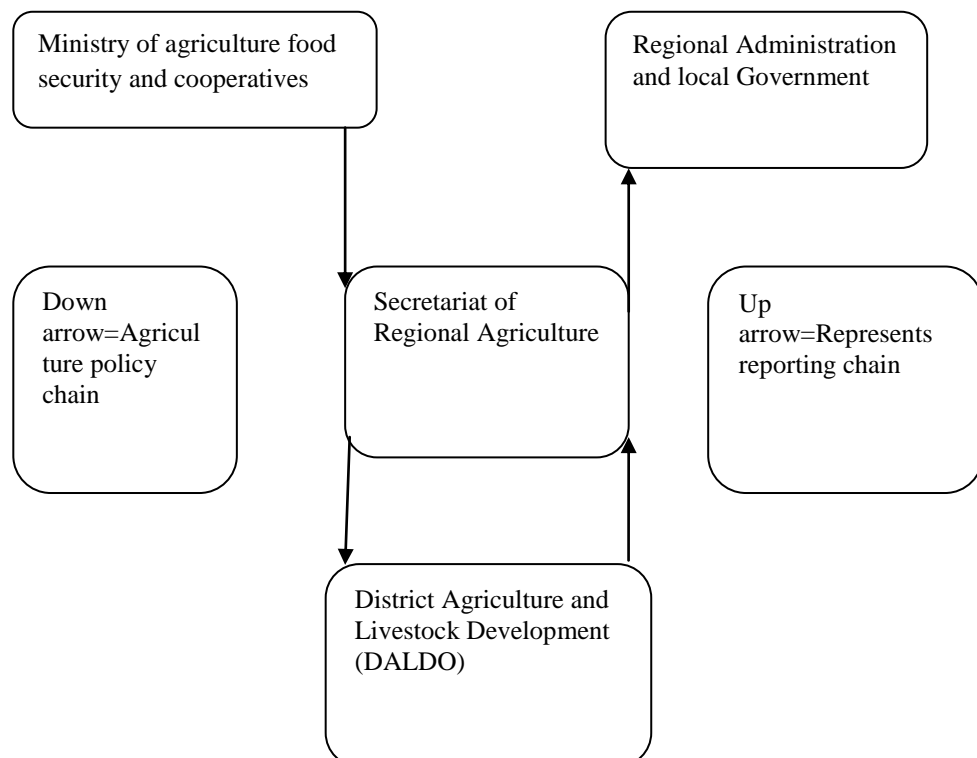 Ministry of agriculture food
security and cooperatives
Regional Administration
and local Government
Down
arrow=Agricul
ture policy
chain
Secretariat of
Regional Agriculture
Up
arrow=Represents
reporting chain
District Agriculture and
Livestock Development
(DALDO)